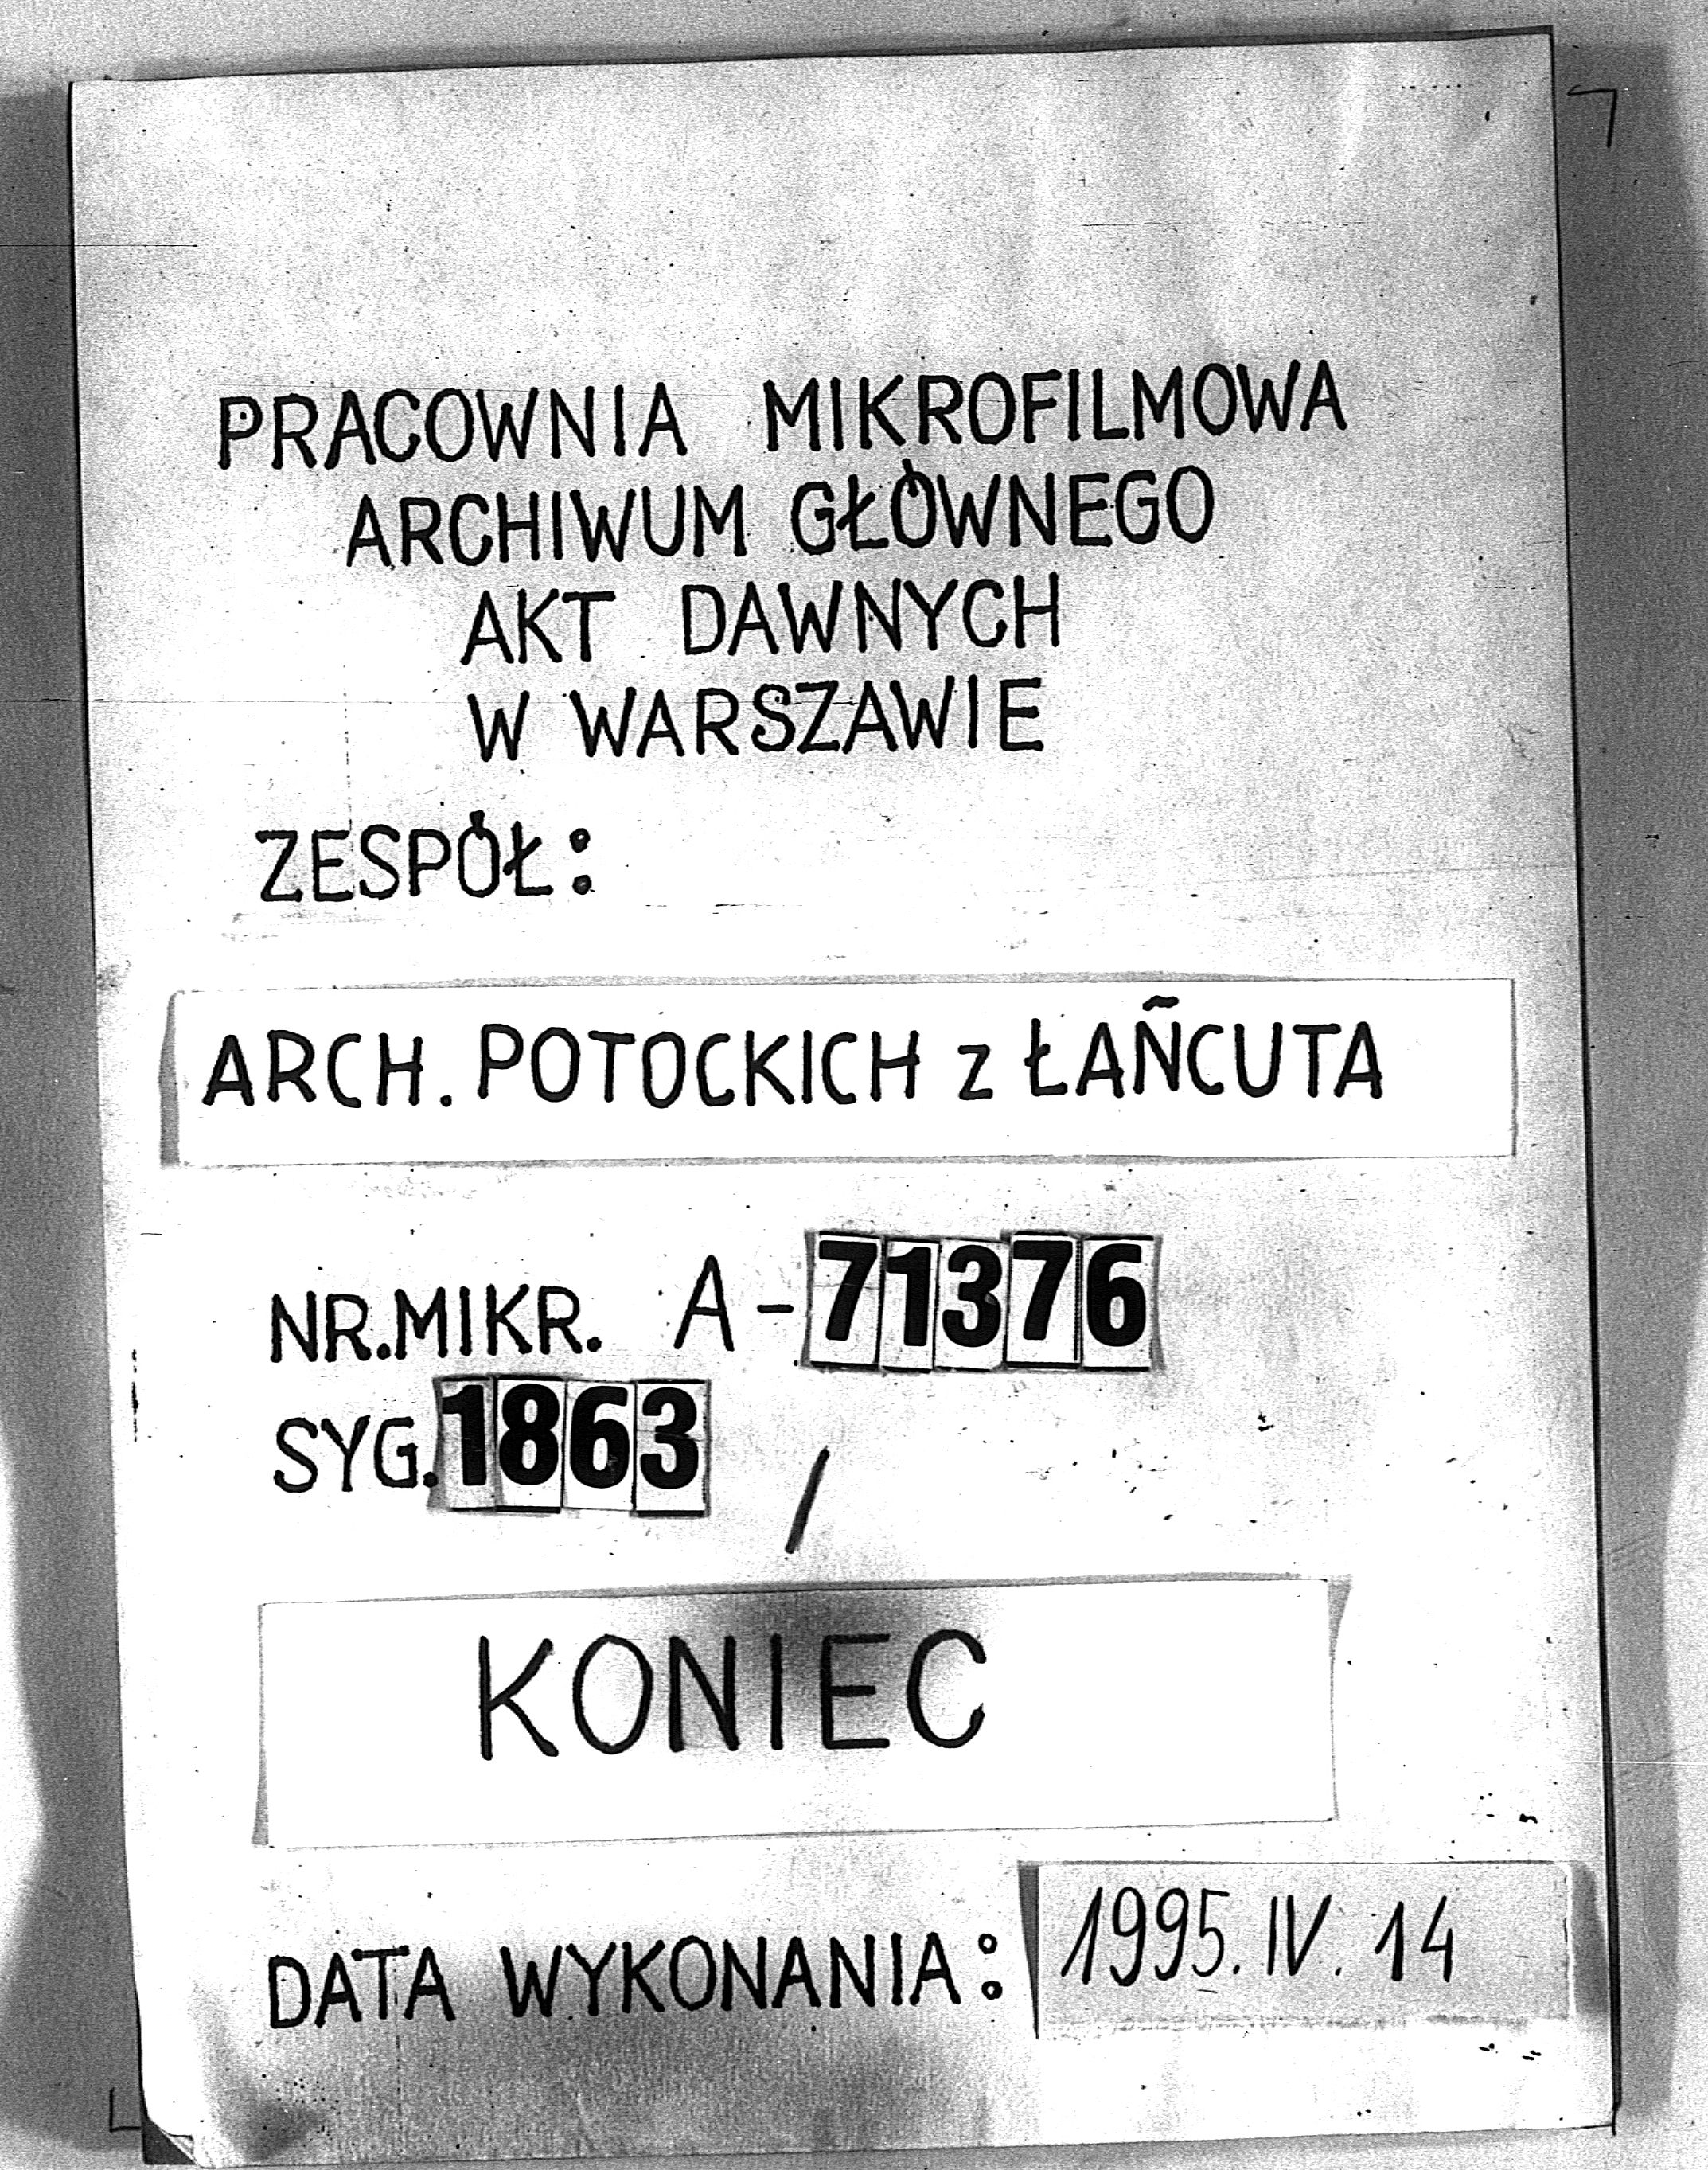 PRACOWNIA MIKROFILMOWA
ARCHIWUM GŁÓWNEGO
AKT DAWNYCH
W WARSZAWIE
ZESPÓŁ:
ARCH. POTOCKICH z ŁAÑCUTA
NR.MIKR. A-71376
SYG.1863 /
KONIEC
DATA WYKONANIA: 1995. IV. 14